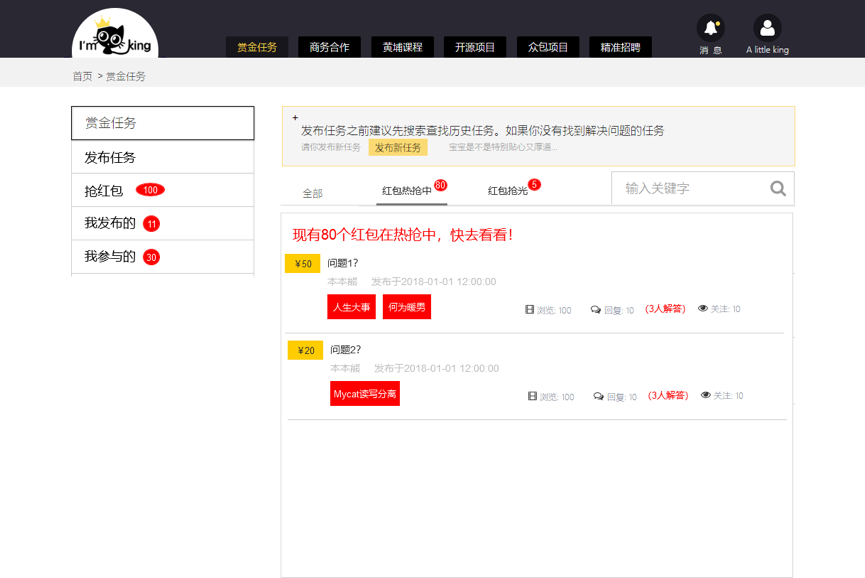 I'm king
赏金任务 商务合作 黄埔课程 开源项目 众包项目 精准招聘
消 息 A little king
首页 > 赏金任务
赏金任务
发布任务
抢红包 100
我发布的 11
我参与的 30
+
发布任务之前建议先搜索查找历史任务。如果你没有找到解决问题的任务
请你发布新任务 发布新任务 宝宝是不是特别贴心又厚道...
全部 红包热抢中 80 红包抢光 5 输入关键字
现有80个红包在热抢中，快去看看！
¥50 问题1?
本本熊 发布于2018-01-01 12:00:00
人生大事 何为暖男 浏览: 100 回复: 10 (3人解答) 关注: 10
¥20 问题2?
本本熊 发布于2018-01-01 12:00:00
Mycat读写分离 浏览: 100 回复: 10 (3人解答) 关注: 10